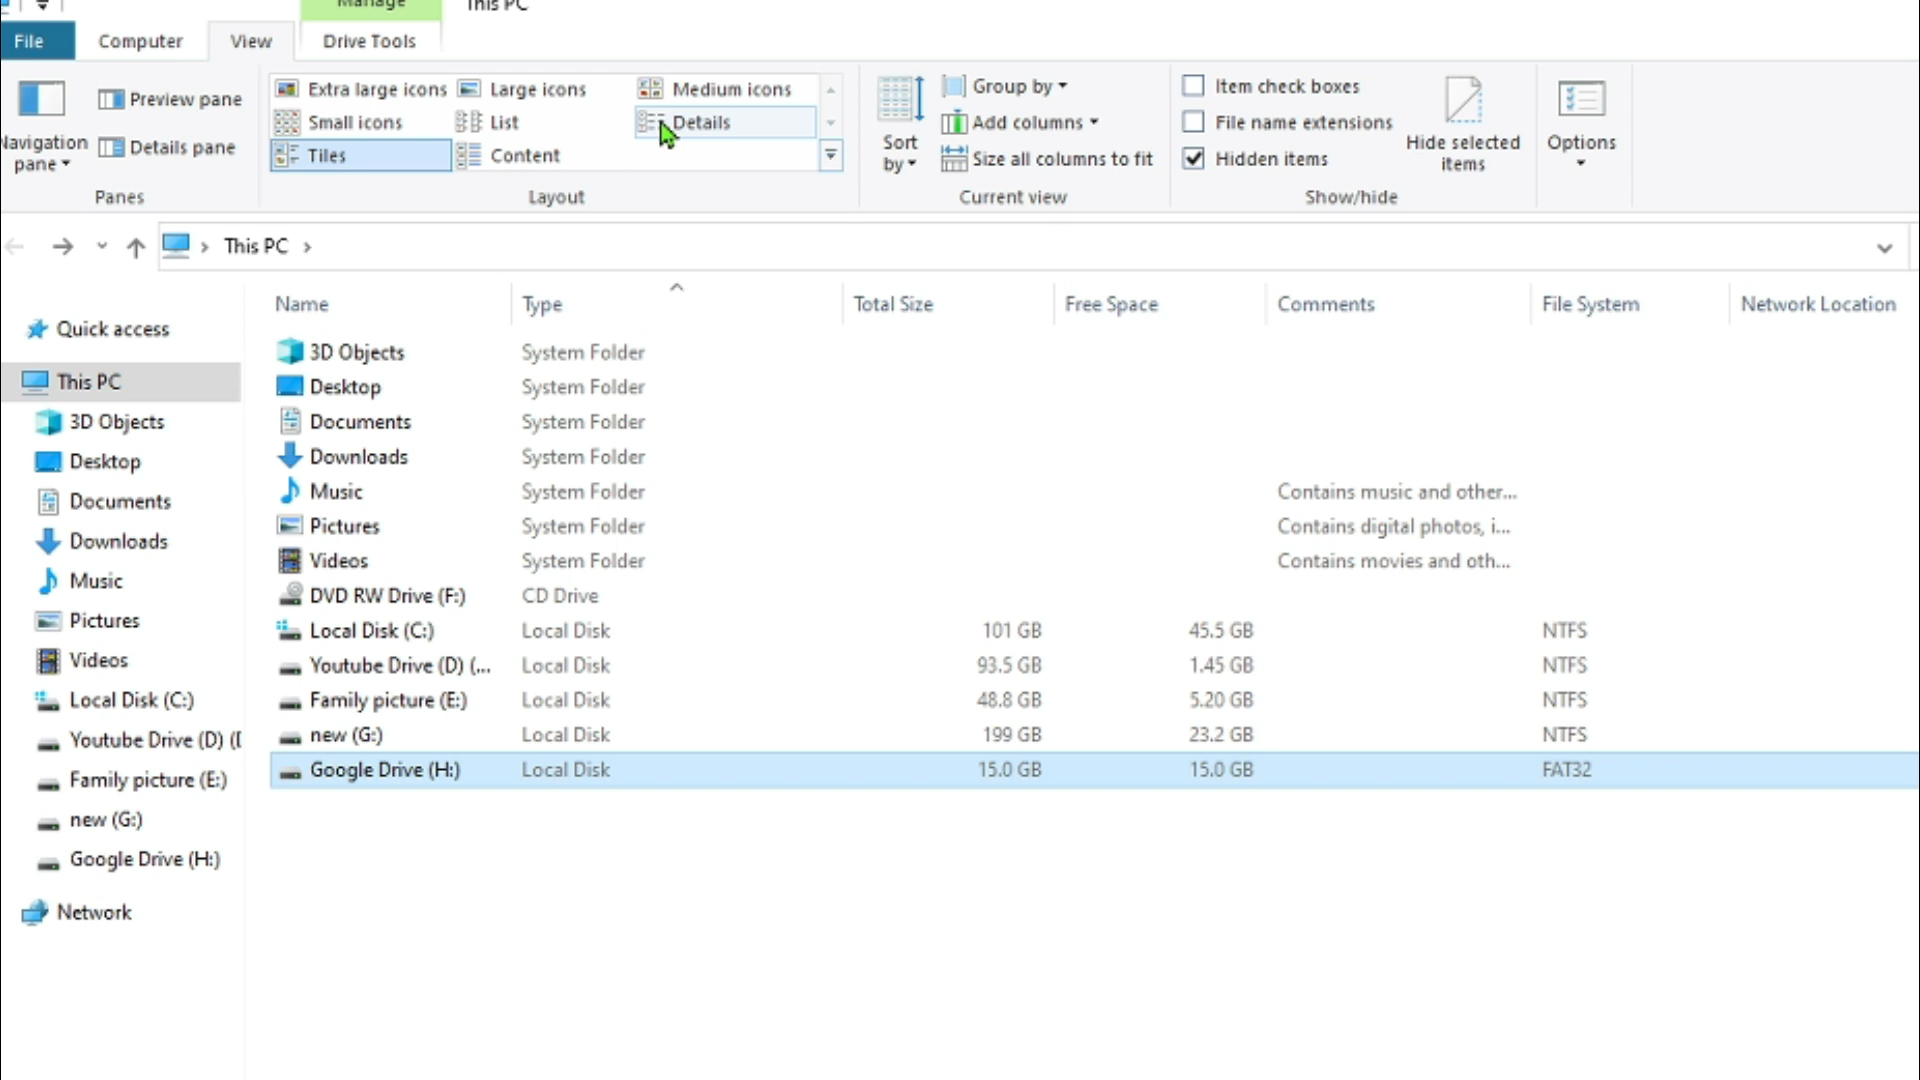 Manage This PC
File Computer View Drive Tools
Preview pane Extra large icons Large icons Medium icons Group by Item check boxes
Small icons List Details Add columns File name extensions
Navigation pane Details pane Tiles Content Sort by Size all columns to fit Hidden items Hide selected items Options
Panes Layout Current view Show/hide
This PC
Name Type Total Size Free Space Comments File System Network Location
3D Objects System Folder
Desktop System Folder
Documents System Folder
Downloads System Folder
Music System Folder Contains music and other...
Pictures System Folder Contains digital photos, i...
Videos System Folder Contains movies and oth...
DVD RW Drive (F:) CD Drive
Local Disk (C:) Local Disk 101 GB 45.5 GB NTFS
Youtube Drive (D) (... Local Disk 93.5 GB 1.45 GB NTFS
Family picture (E:) Local Disk 48.8 GB 5.20 GB NTFS
new (G:) Local Disk 199 GB 23.2 GB NTFS
Google Drive (H:) Local Disk 15.0 GB 15.0 GB FAT32
Quick access
This PC
3D Objects
Desktop
Documents
Downloads
Music
Pictures
Videos
Local Disk (C:)
Youtube Drive (D) (
Family picture (E:)
new (G:)
Google Drive (H:)
Network